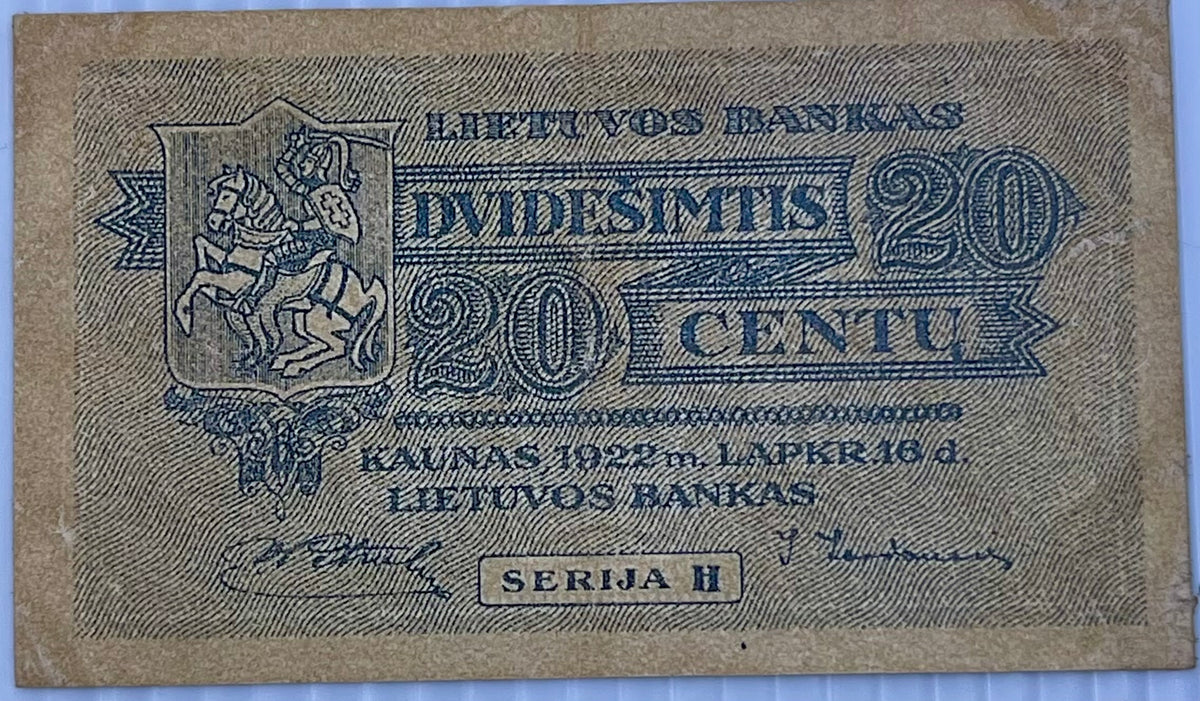 LIETUVOS BANKAS
DVIDEŠIMTIS 20
20 CENTŲ
KAUNAS 1922 m. LAPKR. 16 d.
LIETUVOS BANKAS
SERIJA H